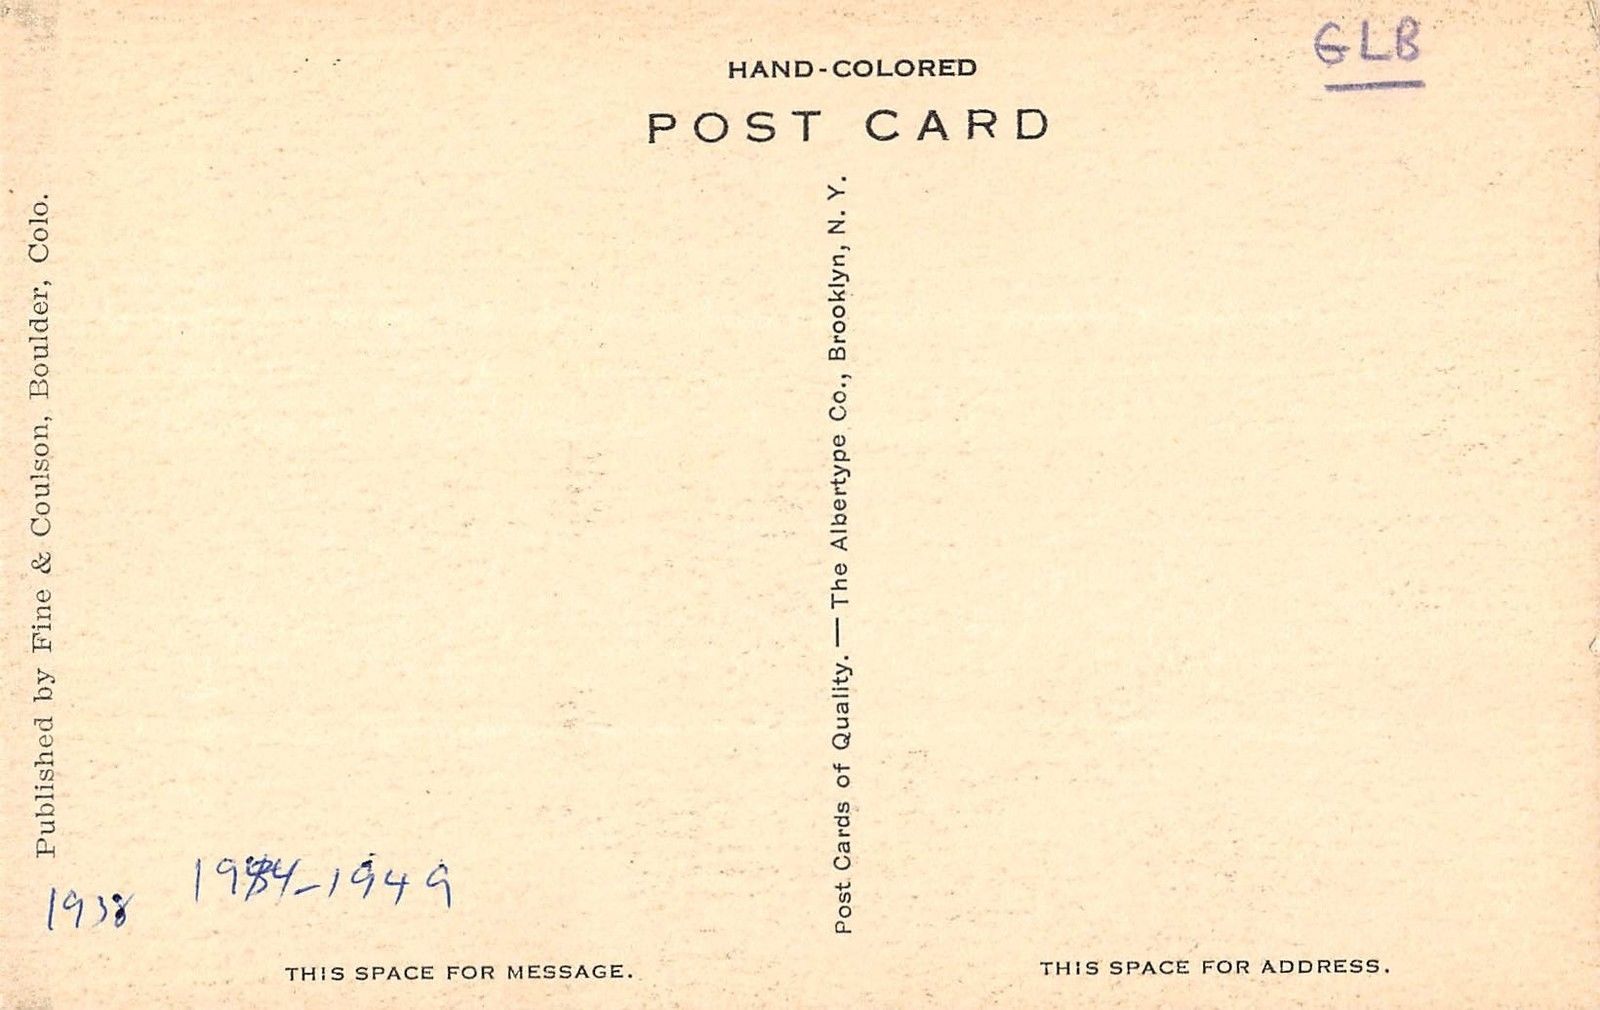 GLB
HAND-COLORED
POST CARD
Published by Fine & Coulson, Boulder, Colo.
Post Cards of Quality. — The Albertype Co., Brooklyn, N. Y.
1934-1949
1938
THIS SPACE FOR MESSAGE.
THIS SPACE FOR ADDRESS.